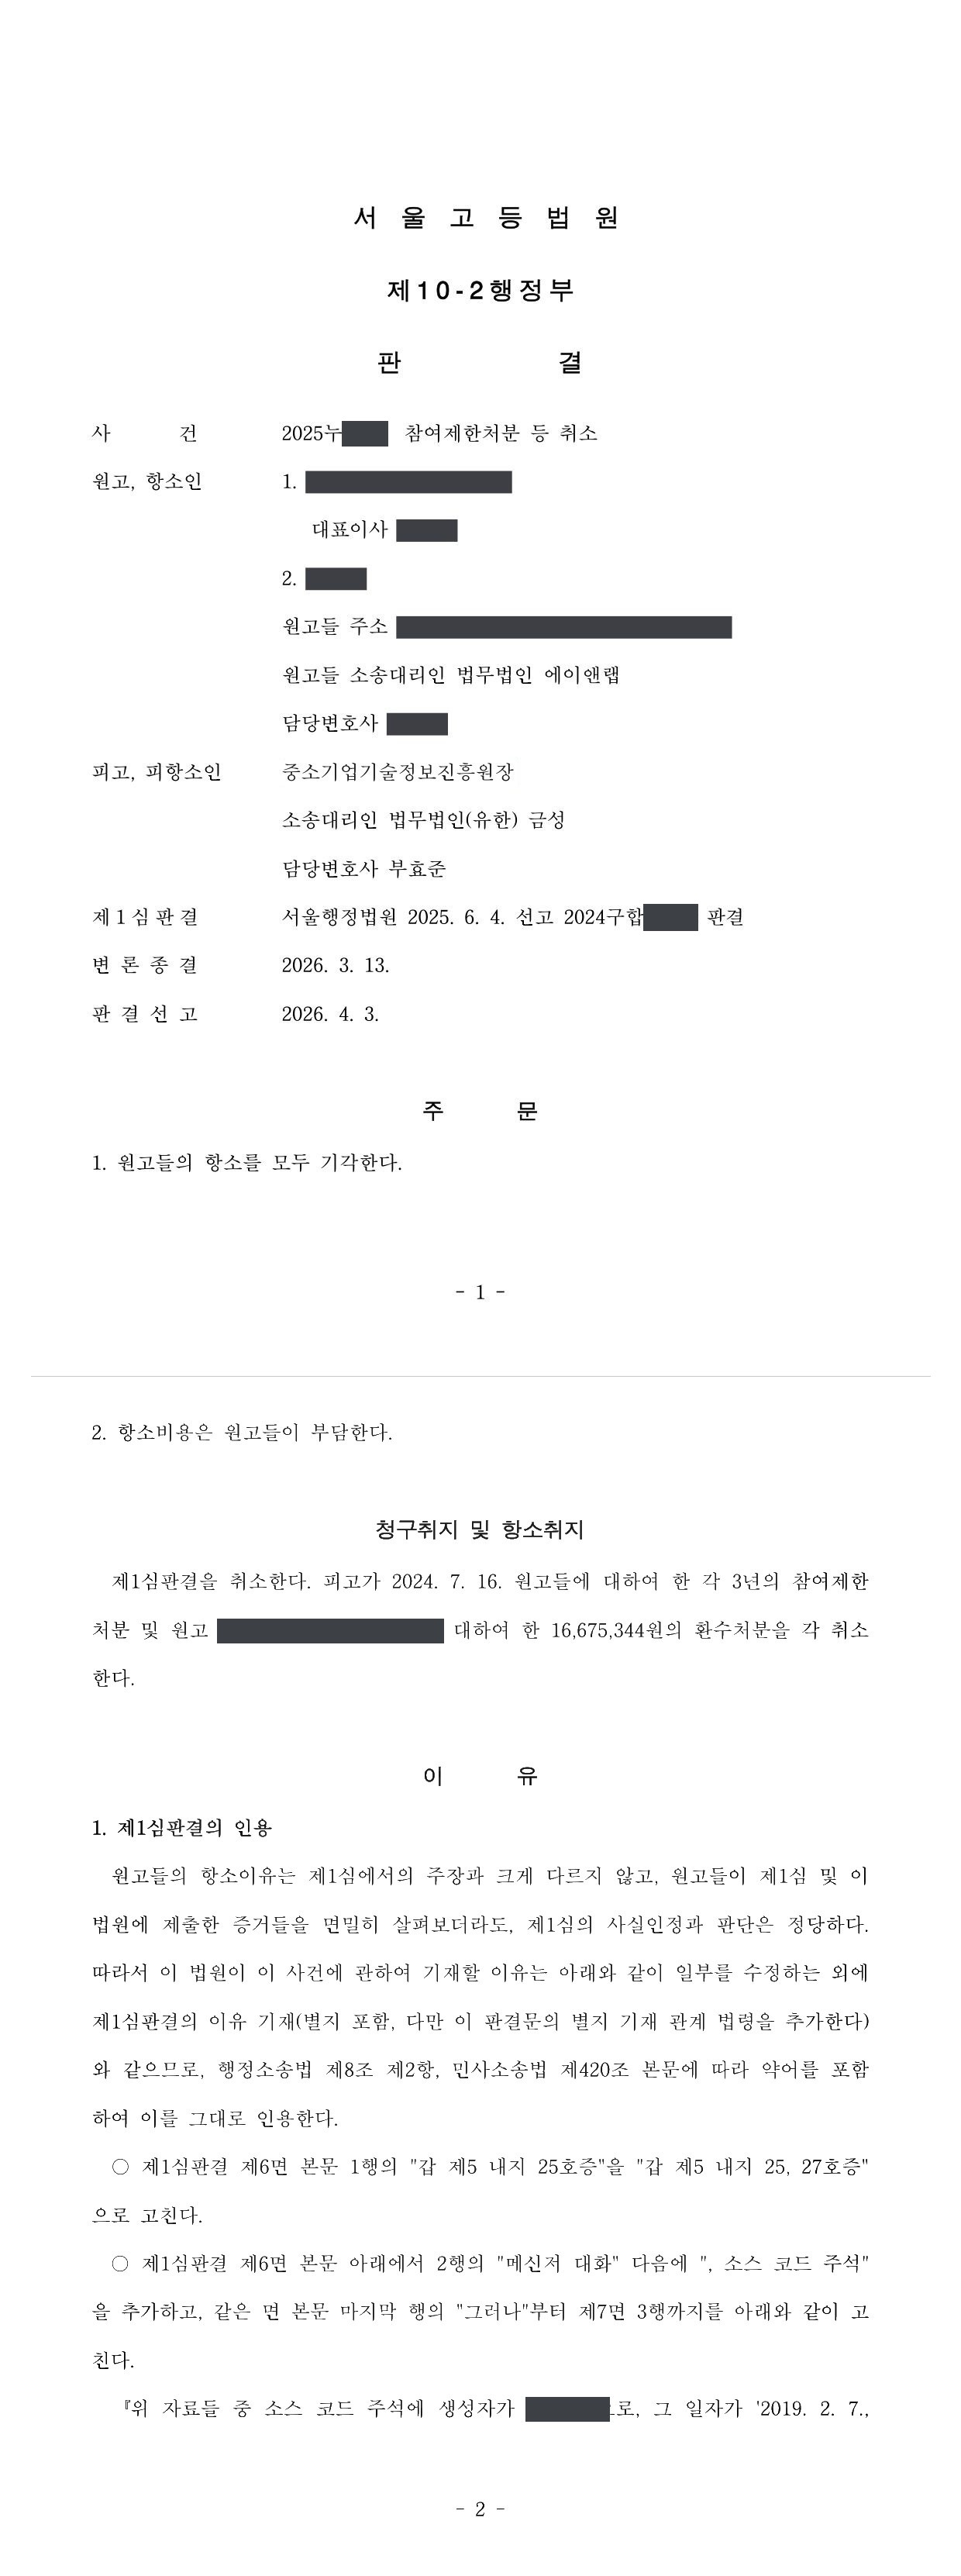 서 울 고 등 법 원
제10-2행정부
판 결
사 건 2025누 참여제한처분 등 취소
원고, 항소인 1.
대표이사
2.
원고들 주소
원고들 소송대리인 법무법인 에이앤랩
담당변호사
피고, 피항소인 중소기업기술정보진흥원장
소송대리인 법무법인(유한) 금성
담당변호사 부효준
제 1 심 판 결 서울행정법원 2025. 6. 4. 선고 2024구합 판결
변 론 종 결 2026. 3. 13.
판 결 선 고 2026. 4. 3.
주 문
1. 원고들의 항소를 모두 기각한다.
- 1 -
2. 항소비용은 원고들이 부담한다.
청구취지 및 항소취지
제1심판결을 취소한다. 피고가 2024. 7. 16. 원고들에 대하여 한 각 3년의 참여제한
처분 및 원고 대하여 한 16,675,344원의 환수처분을 각 취소
한다.
이 유
1. 제1심판결의 인용
원고들의 항소이유는 제1심에서의 주장과 크게 다르지 않고, 원고들이 제1심 및 이
법원에 제출한 증거들을 면밀히 살펴보더라도, 제1심의 사실인정과 판단은 정당하다.
따라서 이 법원이 이 사건에 관하여 기재할 이유는 아래와 같이 일부를 수정하는 외에
제1심판결의 이유 기재(별지 포함, 다만 이 판결문의 별지 기재 관계 법령을 추가한다)
와 같으므로, 행정소송법 제8조 제2항, 민사소송법 제420조 본문에 따라 약어를 포함
하여 이를 그대로 인용한다.
○ 제1심판결 제6면 본문 1행의 "갑 제5 내지 25호증"을 "갑 제5 내지 25, 27호증"
으로 고친다.
○ 제1심판결 제6면 본문 아래에서 2행의 "메신저 대화" 다음에 ", 소스 코드 주석"
을 추가하고, 같은 면 본문 마지막 행의 "그러나"부터 제7면 3행까지를 아래와 같이 고
친다.
『위 자료들 중 소스 코드 주석에 생성자가 로, 그 일자가 '2019. 2. 7.,
- 2 -